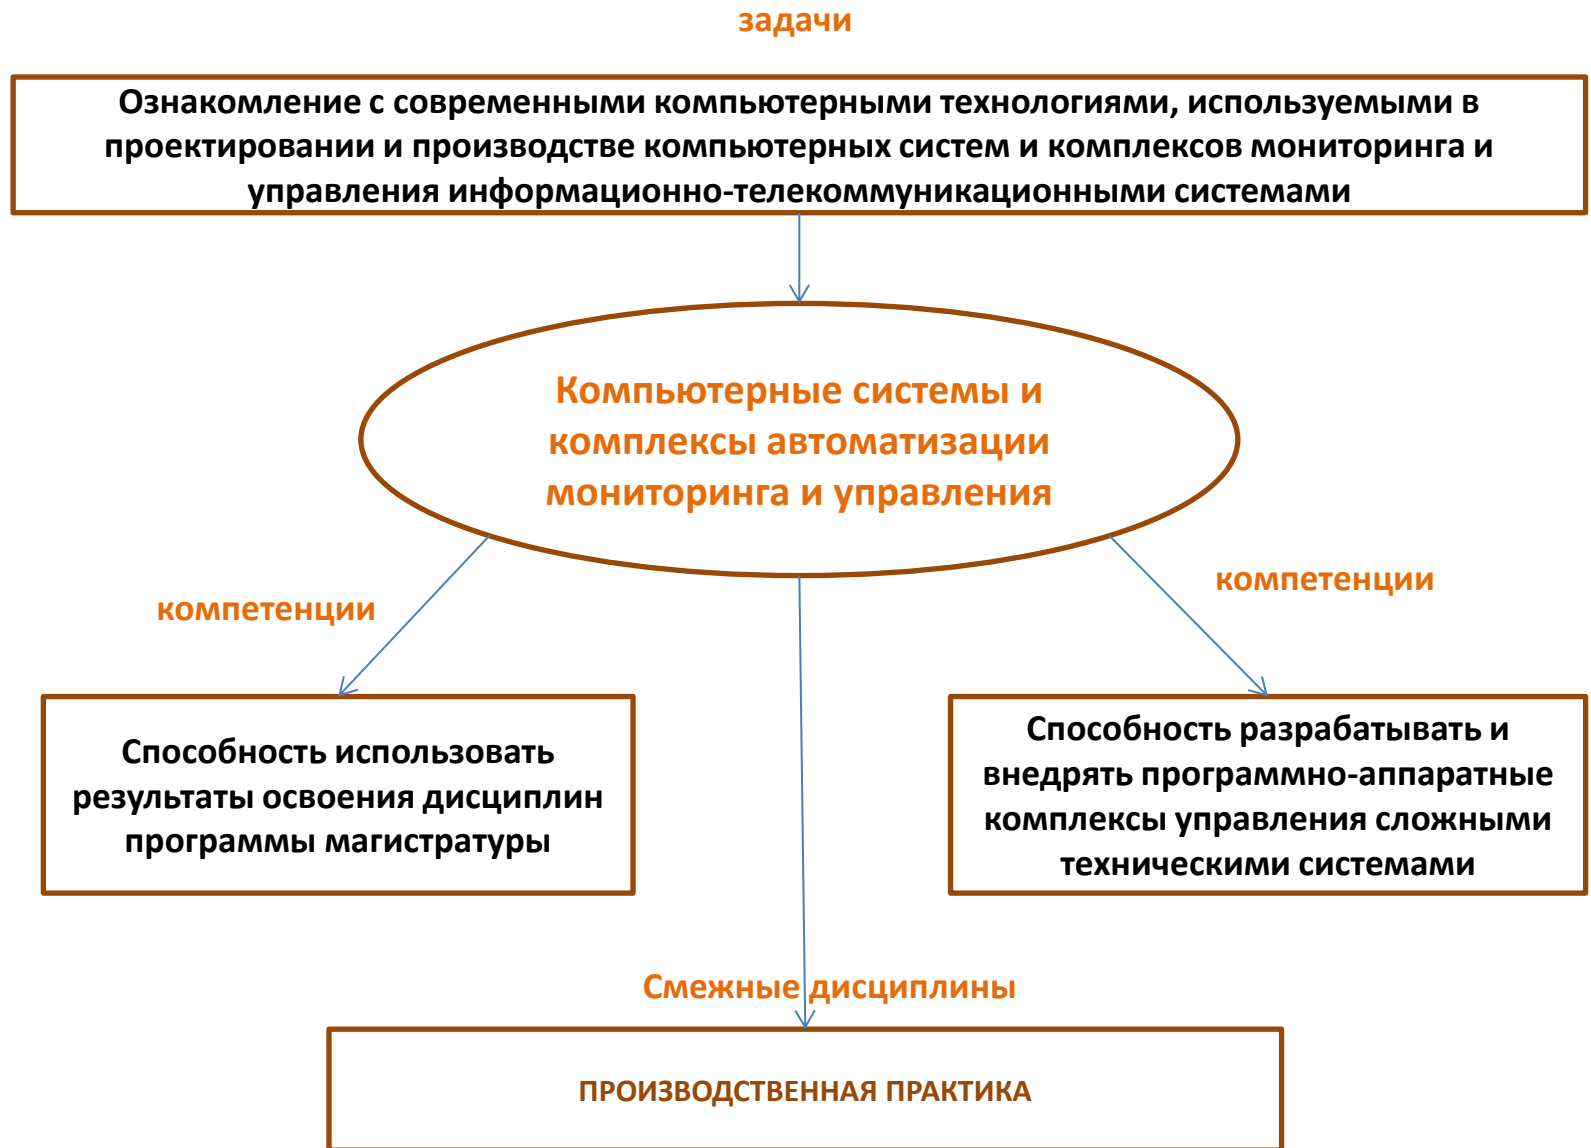 задачи
Ознакомление с современными компьютерными технологиями, используемыми в
проектировании и производстве компьютерных систем и комплексов мониторинга и
управления информационно-телекоммуникационными системами
Компьютерные системы и
комплексы автоматизации
мониторинга и управления
компетенции
компетенции
Способность использовать
результаты освоения дисциплин
программы магистратуры
Способность разрабатывать и
внедрять программно-аппаратные
комплексы управления сложными
техническими системами
Смежные дисциплины
ПРОИЗВОДСТВЕННАЯ ПРАКТИКА